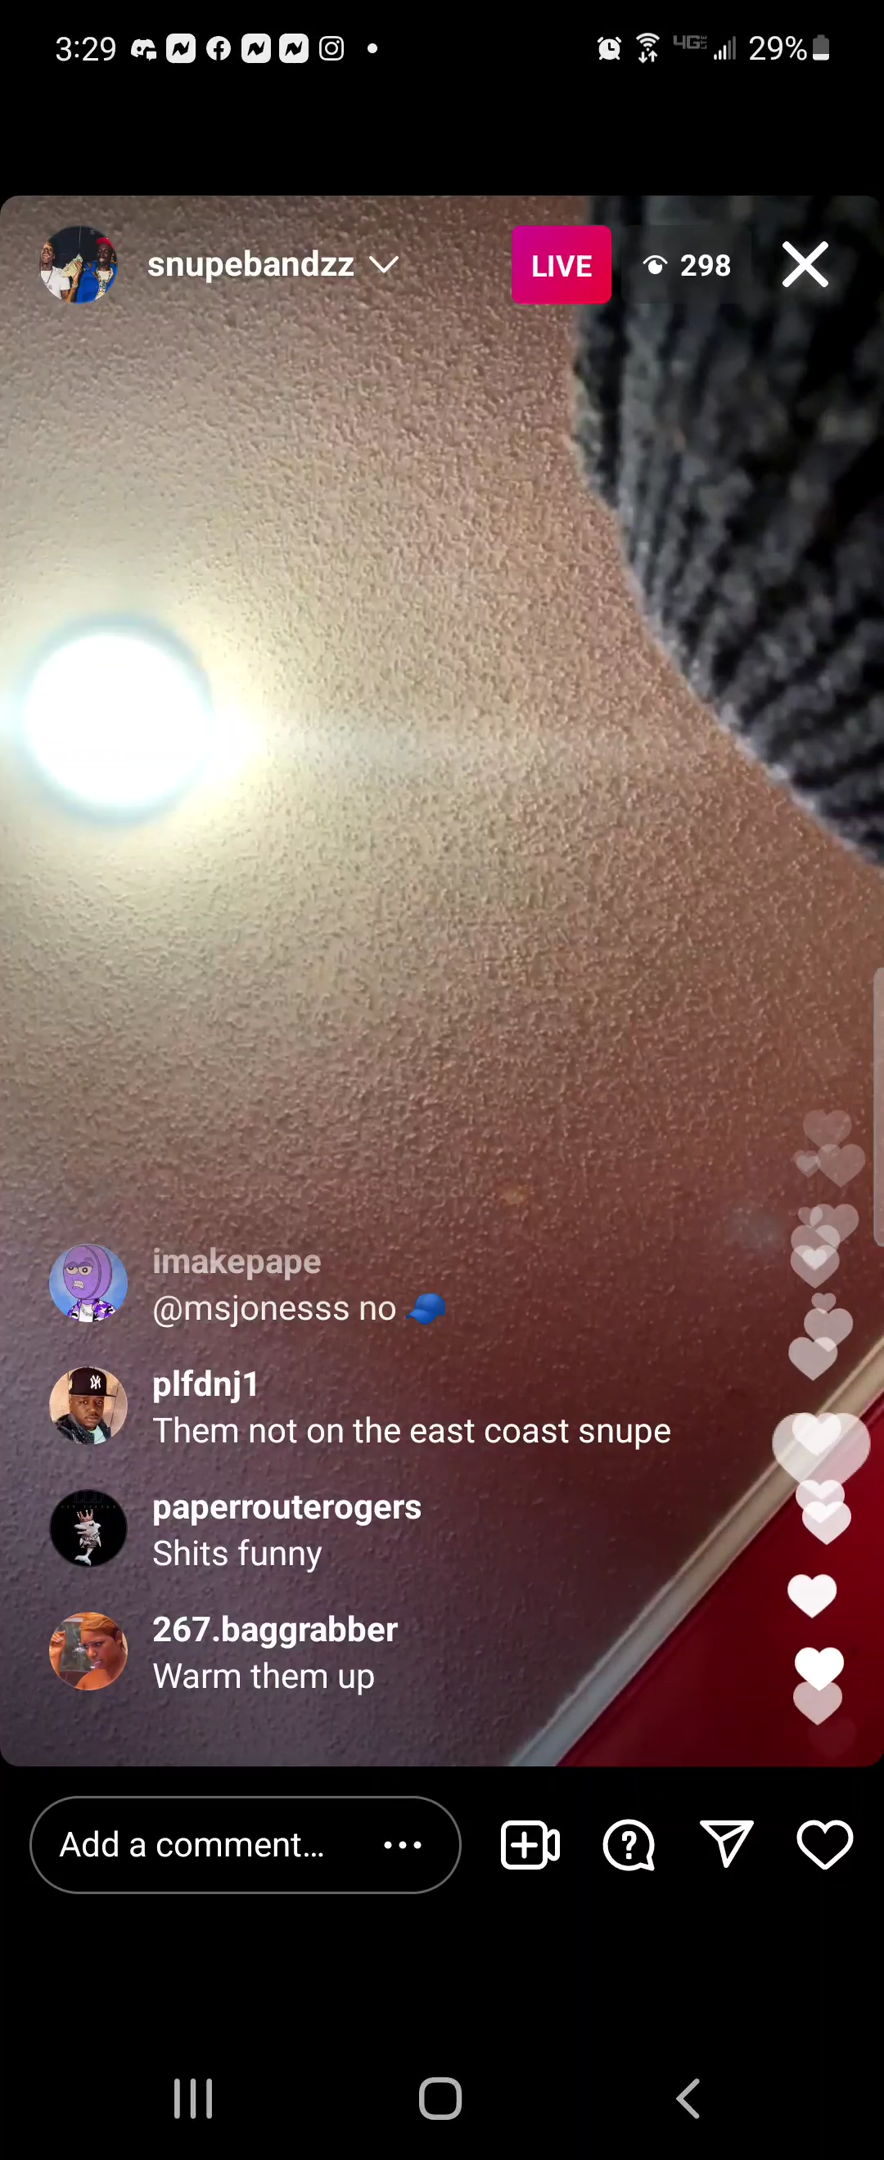 3:29 4GE 29%
snupebandzz LIVE 298
imakepape
@msjonesss no 🧢
plfdnj1
Them not on the east coast snupe
paperrouterogers
Shits funny
267.baggrabber
Warm them up
Add a comment...